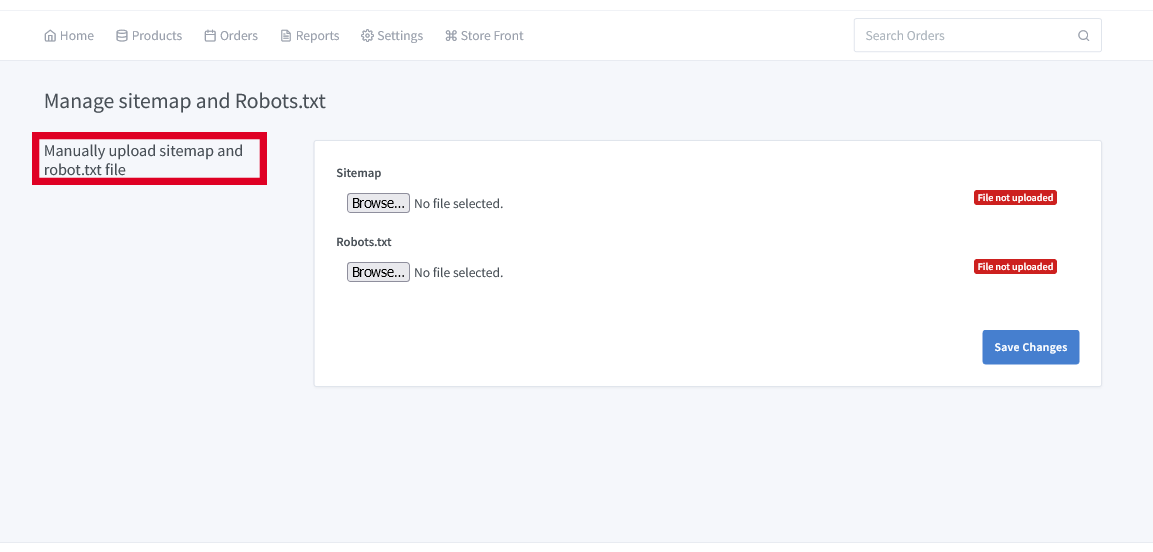 Home Products Orders Reports Settings Store Front Search Orders
Manage sitemap and Robots.txt
Manually upload sitemap and
robot.txt file
Sitemap
Browse... No file selected. File not uploaded
Robots.txt
Browse... No file selected. File not uploaded
Save Changes